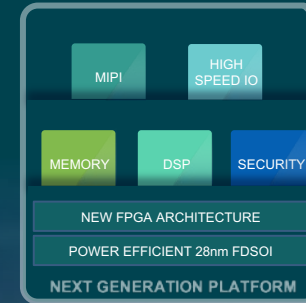 MIPI
HIGH
SPEED IO
MEMORY
DSP
SECURITY
NEW FPGA ARCHITECTURE
POWER EFFICIENT 28nm FDSOI
NEXT GENERATION PLATFORM